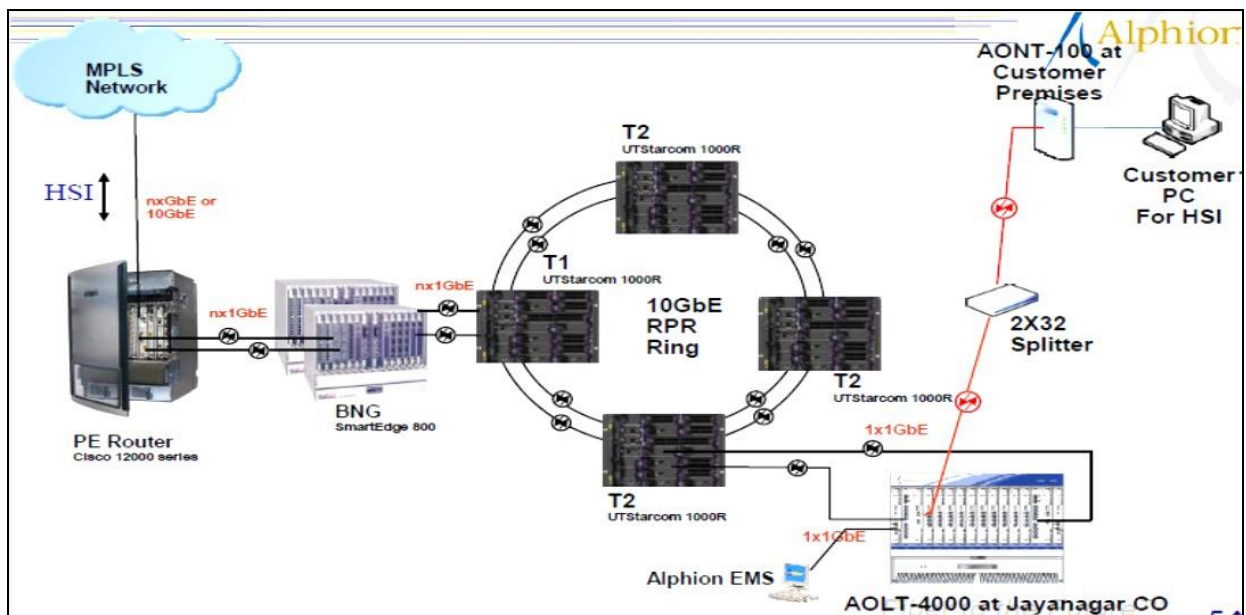 Alphion
MPLS
Network
AONT-100 at
Customer
Premises
T2
UTStarcom 1000R
Customer
PC
For HSI
HSI
nxGbE or
10GbE
T1
UTStarcom 1000R
nx1GbE
nx1GbE
10GbE
RPR
Ring
2X32
Splitter
T2
UTStarcom 1000R
BNG
SmartEdge 800
PE Router
Cisco 12000 series
1x1GbE
T2
UTStarcom 1000R
1x1GbE
Alphion EMS
AOLT-4000 at Jayanagar CO